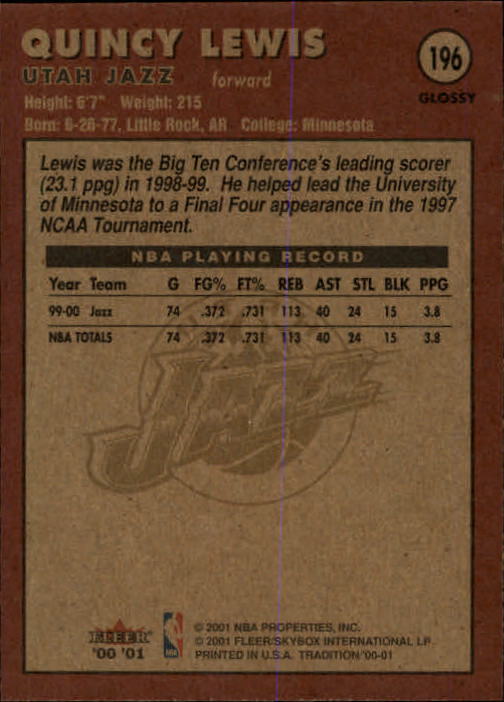 QUINCY LEWIS
196
UTAH JAZZ forward
GLOSSY
Height: 6'7" Weight: 215
Born: 6-26-77, Little Rock, AR College: Minnesota
Lewis was the Big Ten Conference's leading scorer
(23.1 ppg) in 1998-99. He helped lead the University
of Minnesota to a Final Four appearance in the 1997
NCAA Tournament.
NBA PLAYING RECORD
Year Team G FG% FT% REB AST STL BLK PPG
99-00 Jazz 74 .372 .731 113 40 24 15 3.8
NBA TOTALS 74 .372 .731 113 40 24 15 3.8
JAZZ
FLEER
'00 '01
NBA
© 2001 NBA PROPERTIES, INC.
© 2001 FLEER/SKYBOX INTERNATIONAL LP
PRINTED IN U.S.A. TRADITION '00-01